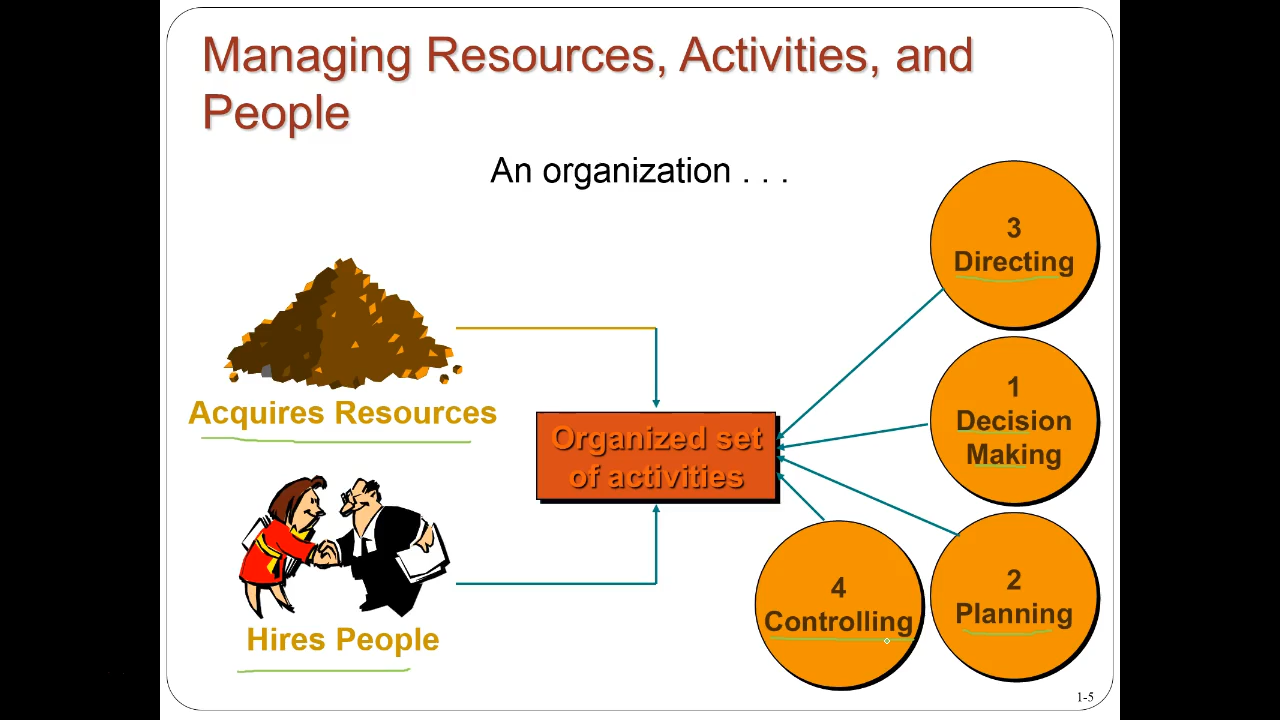 Managing Resources, Activities, and
People
An organization . . .
3
Directing
Acquires Resources
1
Decision
Making
Organized set
of activities
2
Planning
4
Controlling
Hires People
1-5